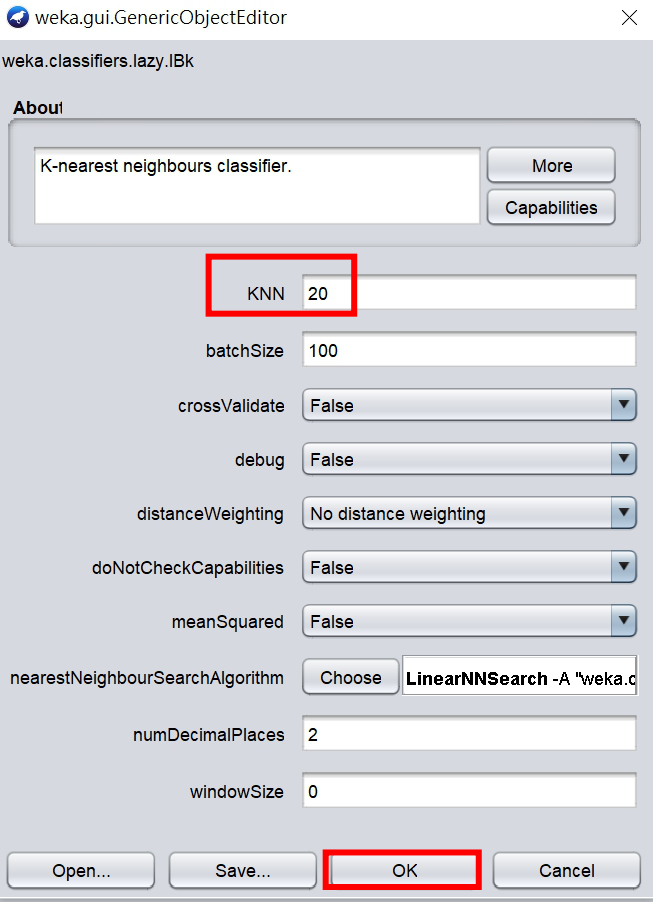 weka.gui.GenericObjectEditor
weka.classifiers.lazy.IBk
About
K-nearest neighbours classifier.
More
Capabilities
KNN 20
batchSize 100
crossValidate False
debug False
distanceWeighting No distance weighting
doNotCheckCapabilities False
meanSquared False
nearestNeighbourSearchAlgorithm Choose LinearNNSearch -A "weka.c
numDecimalPlaces 2
windowSize 0
Open... Save... OK Cancel